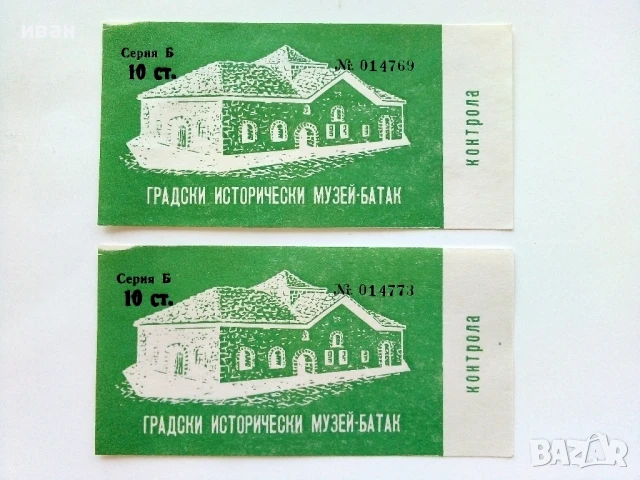 иван
Серия Б
№ 014769
10 ст.
ГРАДСКИ ИСТОРИЧЕСКИ МУЗЕЙ-БАТАК
контрола
Серия Б
№ 014773
10 ст.
ГРАДСКИ ИСТОРИЧЕСКИ МУЗЕЙ-БАТАК
контрола
BAZAR